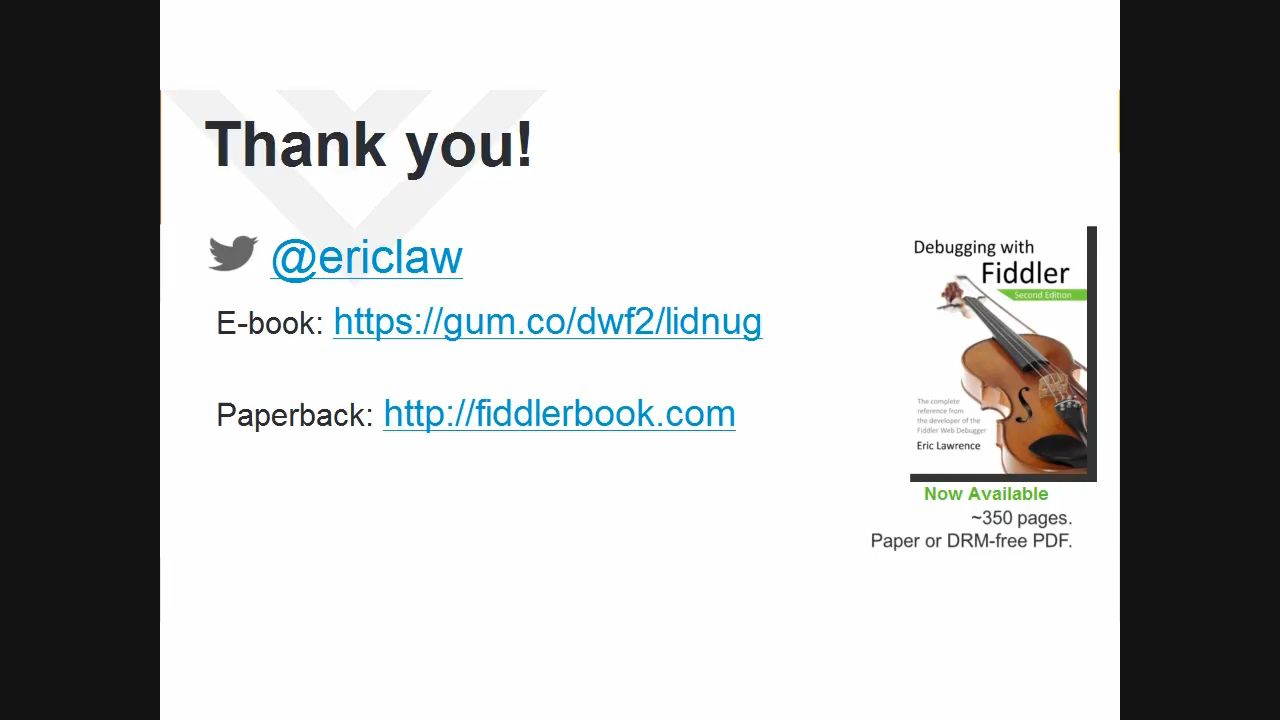 Thank you!
@ericlaw
E-book: https://gum.co/dwf2/lidnug
Paperback: http://fiddlerbook.com
Debugging with
Fiddler
Second Edition
The complete
reference from
the developer of the
Fiddler Web Debugger
Eric Lawrence
Now Available
~350 pages.
Paper or DRM-free PDF.